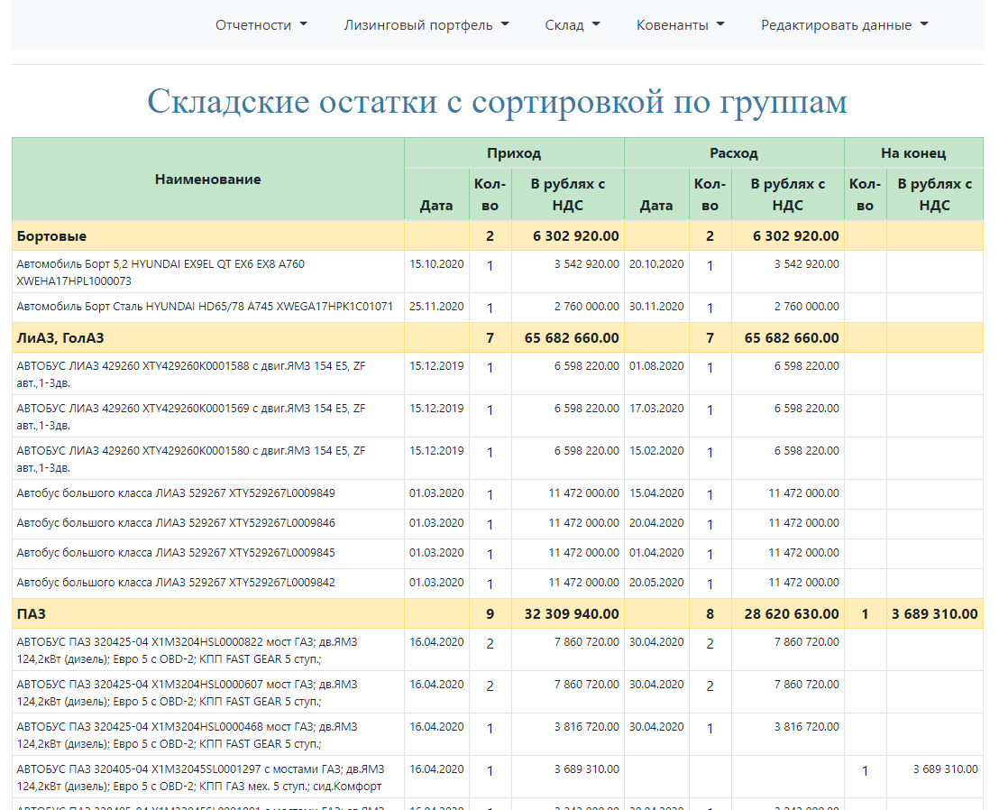 Отчетности Лизинговый портфель Склад Ковенанты Редактировать данные
Складские остатки с сортировкой по группам
Наименование Приход Расход На конец
Дата Кол-во В рублях с НДС Дата Кол-во В рублях с НДС Кол-во В рублях с НДС
Бортовые 2 6 302 920.00 2 6 302 920.00
Автомобиль Борт 5,2 HYUNDAI EX9EL QT EX6 EX8 A760 15.10.2020 1 3 542 920.00 20.10.2020 1 3 542 920.00
XWEHA17HPL1000073
Автомобиль Борт Сталь HYUNDAI HD65/78 A745 XWEGA17HPK1C01071 25.11.2020 1 2 760 000.00 30.11.2020 1 2 760 000.00
ЛиАЗ, ГолАЗ 7 65 682 660.00 7 65 682 660.00
АВТОБУС ЛИАЗ 429260 XTY429260K0001588 с двиг.ЯМЗ 154 Е5, ZF 15.12.2019 1 6 598 220.00 01.08.2020 1 6 598 220.00
авт.,1-3дв.
АВТОБУС ЛИАЗ 429260 XTY429260K0001569 с двиг.ЯМЗ 154 Е5, ZF 15.12.2019 1 6 598 220.00 17.03.2020 1 6 598 220.00
авт.,1-3дв.
АВТОБУС ЛИАЗ 429260 XTY429260K0001580 с двиг.ЯМЗ 154 Е5, ZF 15.12.2019 1 6 598 220.00 15.02.2020 1 6 598 220.00
авт.,1-3дв.
Автобус большого класса ЛИАЗ 529267 XTY529267L0009849 01.03.2020 1 11 472 000.00 15.04.2020 1 11 472 000.00
Автобус большого класса ЛИАЗ 529267 XTY529267L0009846 01.03.2020 1 11 472 000.00 20.04.2020 1 11 472 000.00
Автобус большого класса ЛИАЗ 529267 XTY529267L0009845 01.03.2020 1 11 472 000.00 01.04.2020 1 11 472 000.00
Автобус большого класса ЛИАЗ 529267 XTY529267L0009842 01.03.2020 1 11 472 000.00 20.05.2020 1 11 472 000.00
ПАЗ 9 32 309 940.00 8 28 620 630.00 1 3 689 310.00
АВТОБУС ПАЗ 320425-04 X1M3204HSL0000822 мост ГАЗ; дв.ЯМЗ 16.04.2020 2 7 860 720.00 30.04.2020 2 7 860 720.00
124,2кВт (дизель); Евро 5 с OBD-2; КПП FAST GEAR 5 ступ.;
АВТОБУС ПАЗ 320425-04 X1M3204HSL0000607 мост ГАЗ; дв.ЯМЗ 16.04.2020 2 7 860 720.00 30.04.2020 2 7 860 720.00
124,2кВт (дизель); Евро 5 с OBD-2; КПП FAST GEAR 5 ступ.;
АВТОБУС ПАЗ 320425-04 X1M3204HSL0000468 мост ГАЗ; дв.ЯМЗ 16.04.2020 1 3 816 720.00 30.04.2020 1 3 816 720.00
124,2кВт (дизель); Евро 5 с OBD-2; КПП FAST GEAR 5 ступ.;
АВТОБУС ПАЗ 320405-04 X1M32045SL0001297 с мостами ГАЗ; дв.ЯМЗ 16.04.2020 1 3 689 310.00 1 3 689 310.00
124,2кВт (дизель); Евро 5 с OBD-2; КПП ГАЗ мех. 5 ступ.; сид.Комфорт